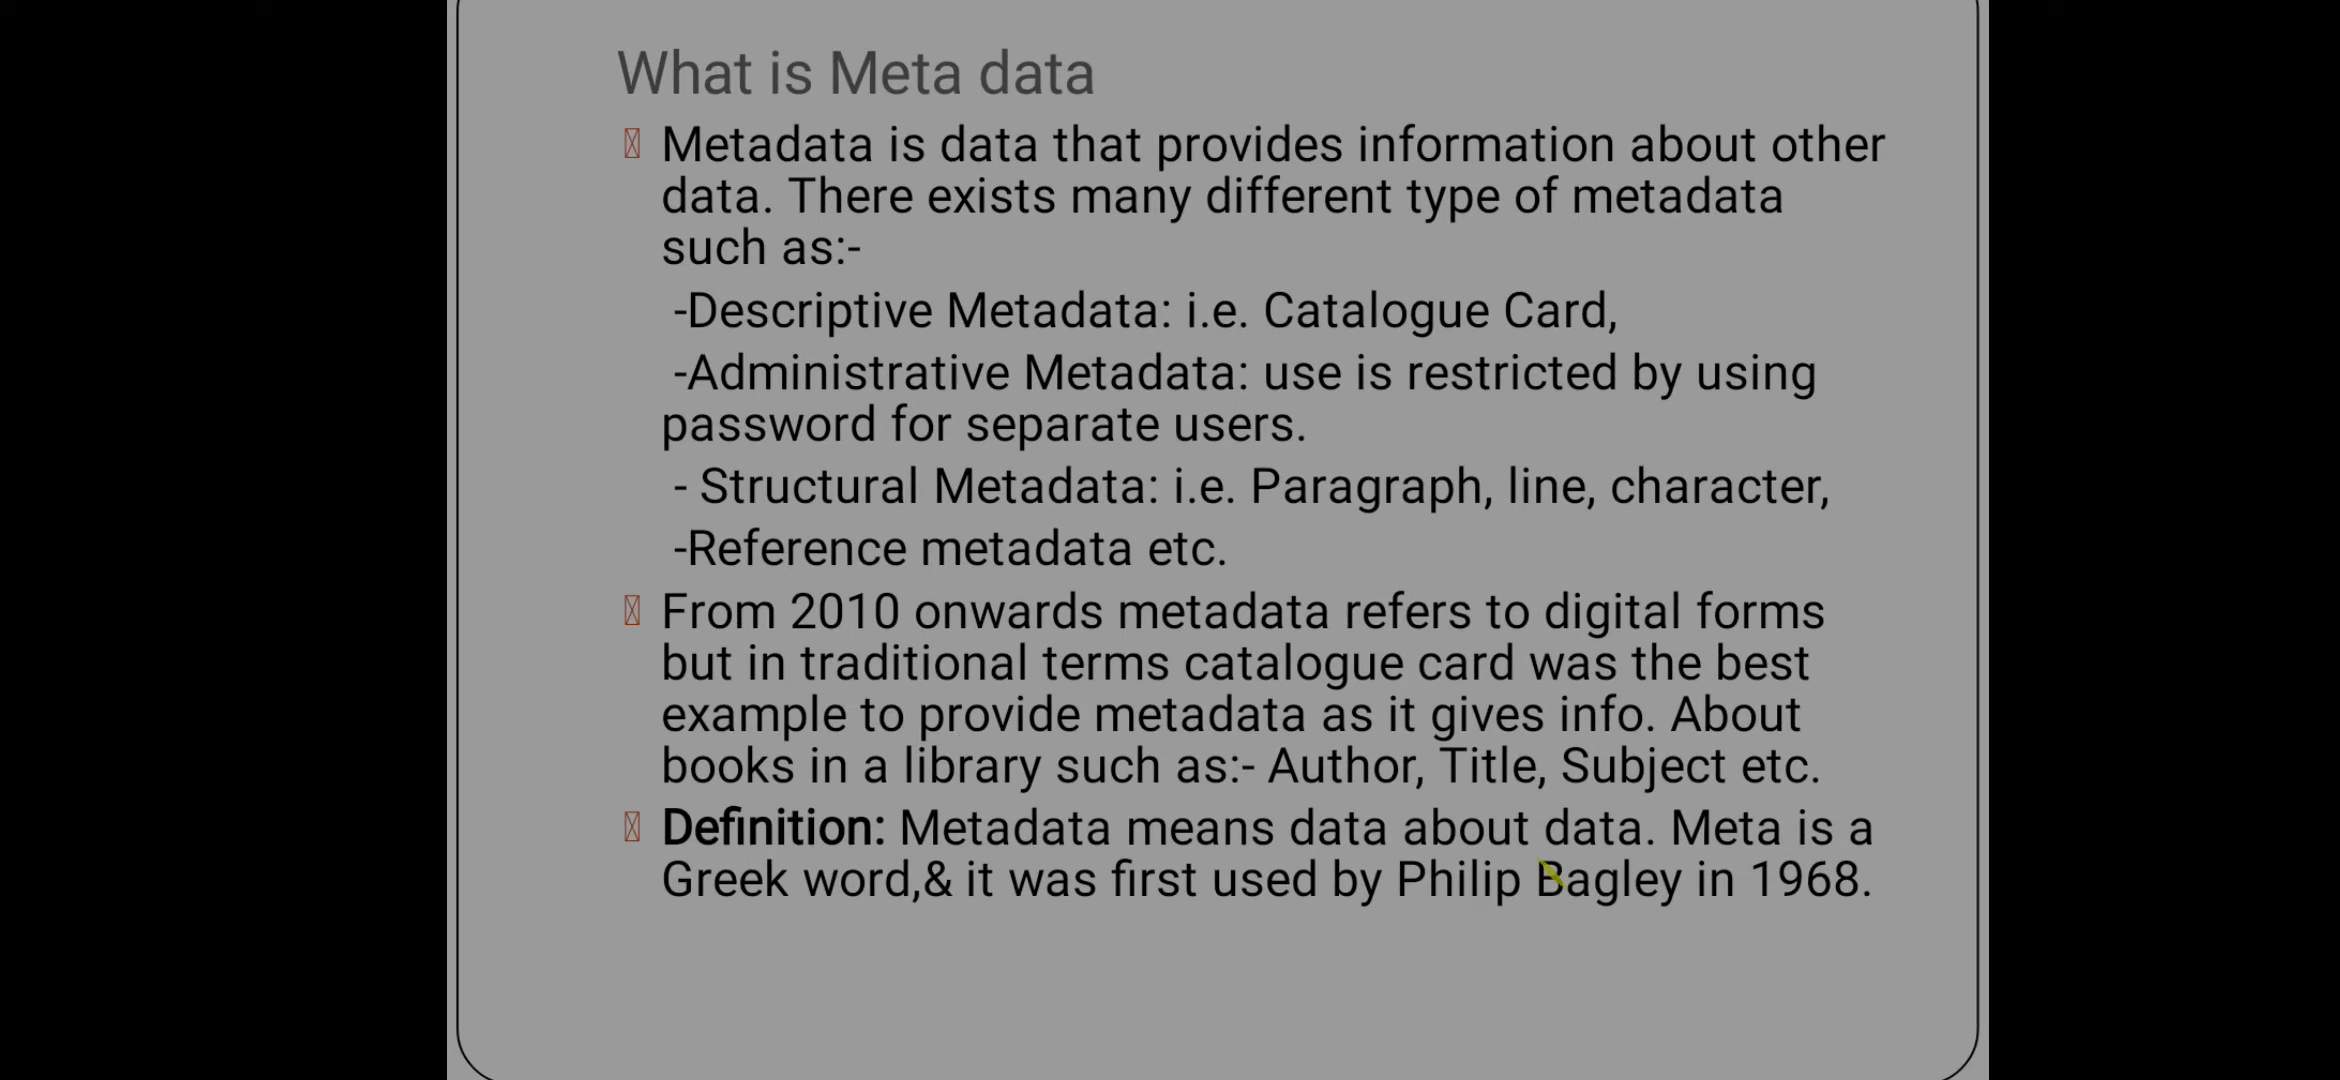 What is Meta data
Metadata is data that provides information about other
data. There exists many different type of metadata
such as:-
-Descriptive Metadata: i.e. Catalogue Card,
-Administrative Metadata: use is restricted by using
password for separate users.
- Structural Metadata: i.e. Paragraph, line, character,
-Reference metadata etc.
From 2010 onwards metadata refers to digital forms
but in traditional terms catalogue card was the best
example to provide metadata as it gives info. About
books in a library such as:- Author, Title, Subject etc.
Definition: Metadata means data about data. Meta is a
Greek word,& it was first used by Philip Bagley in 1968.